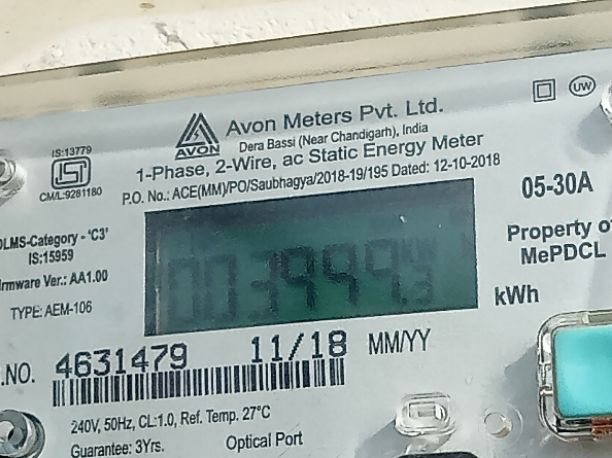 UW
Avon Meters Pvt. Ltd.
AVON
Dera Bassi (Near Chandigarh), India
IS:13779
ISI
CM/L:9281180
1-Phase, 2-Wire, ac Static Energy Meter
P.O. No.: ACE(MM)/PO/Saubhagya/2018-19/195 Dated: 12-10-2018
05-30A
DLMS-Category - 'C3'
IS:15959
Firmware Ver.: AA1.00
TYPE: AEM-106
Property of
MePDCL
kWh
.NO. 4631479 11/18 MM/YY
240V, 50Hz, CL:1.0, Ref. Temp. 27°C
Guarantee: 3Yrs. Optical Port